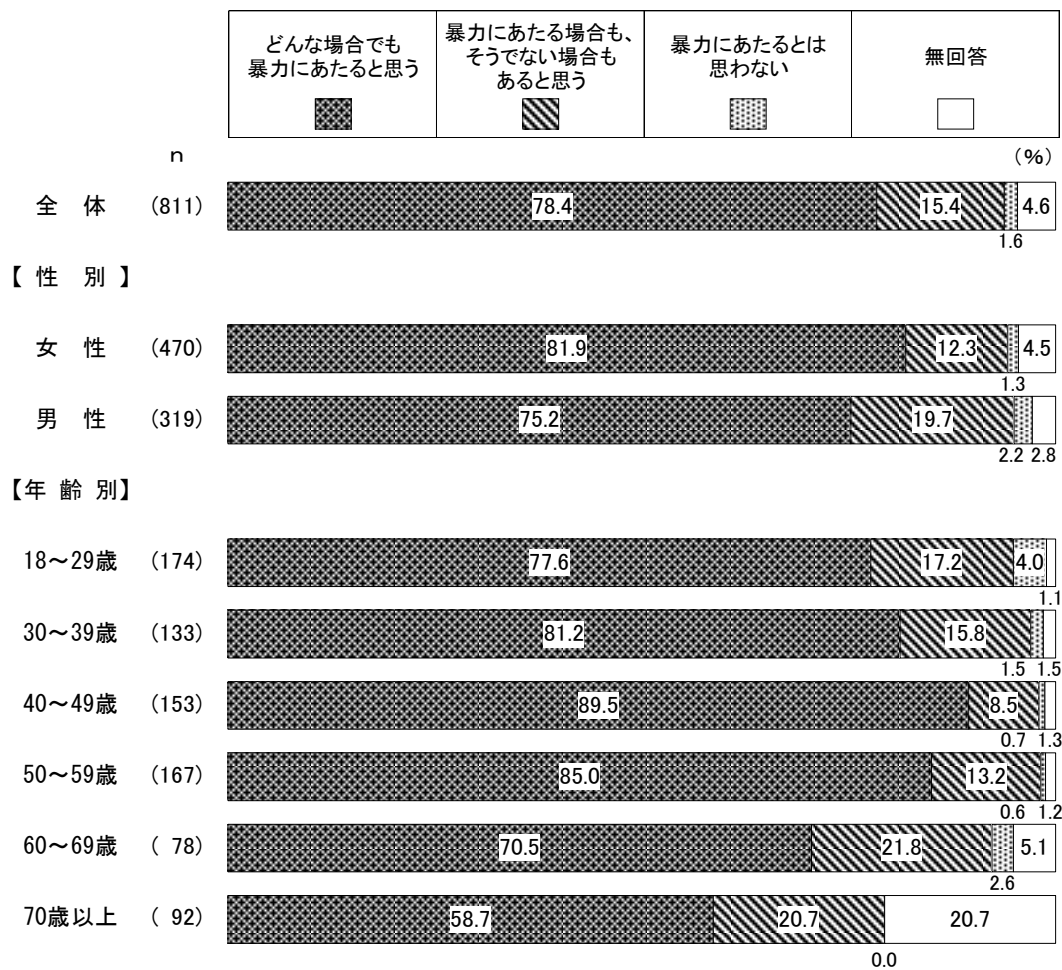 どんな場合でも
暴力にあたると思う
暴力にあたる場合も、
そうでない場合も
あると思う
暴力にあたるとは
思わない
無回答
n (%)
全 体 (811) 78.4 15.4 4.6
1.6
【 性 別 】
女 性 (470) 81.9 12.3 4.5
1.3
男 性 (319) 75.2 19.7
2.2 2.8
【年 齢 別】
18～29歳 (174) 77.6 17.2 4.0
1.1
30～39歳 (133) 81.2 15.8
1.5 1.5
40～49歳 (153) 89.5 8.5
0.7 1.3
50～59歳 (167) 85.0 13.2
0.6 1.2
60～69歳 ( 78) 70.5 21.8 5.1
2.6
70歳以上 ( 92) 58.7 20.7 20.7
0.0